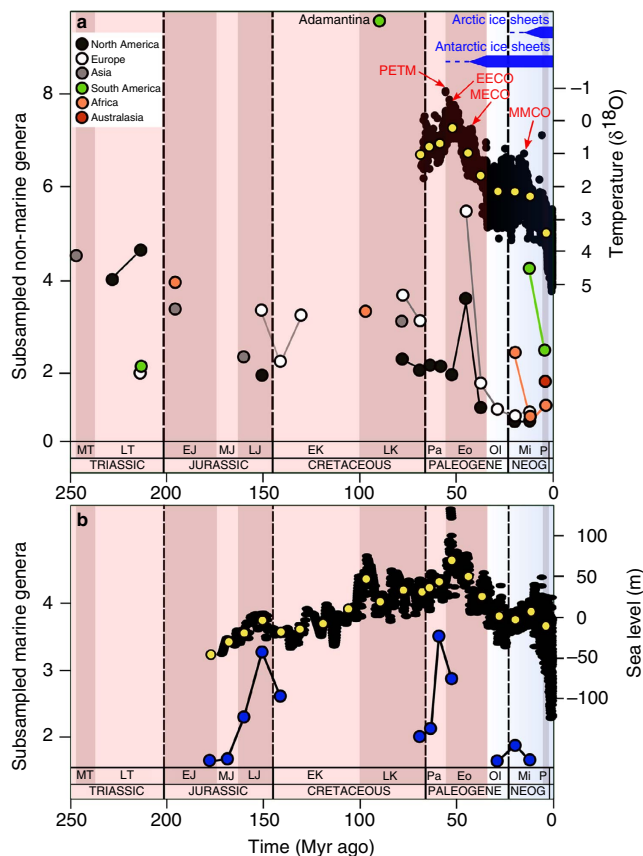 a
Adamantina
Arctic ice sheets
Antarctic ice sheets
North America
Europe
Asia
South America
Africa
Australasia
PETM
EECO
MECO
MMCO
8
6
4
2
0
Subsampled non-marine genera
–1
0
1
2
3
4
5
Temperature (δ18O)
MT LT EJ MJ LJ EK LK Pa Eo Ol Mi P
TRIASSIC JURASSIC CRETACEOUS PALEOGENE NEOG
250 200 150 100 50 0
b
4
3
2
Subsampled marine genera
100
50
0
–50
–100
Sea level (m)
MT LT EJ MJ LJ EK LK Pa Eo Ol Mi P
TRIASSIC JURASSIC CRETACEOUS PALEOGENE NEOG
250 200 150 100 50 0
Time (Myr ago)